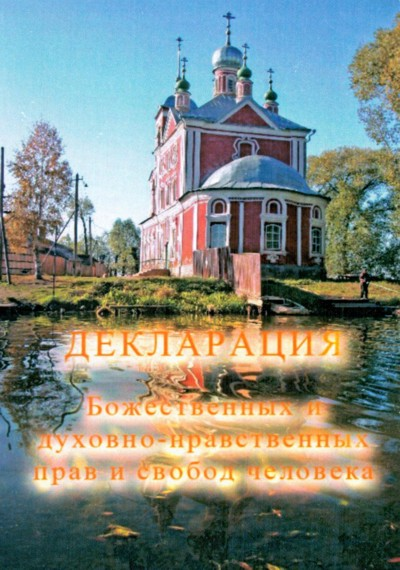 ДЕКЛАРАЦИЯ
Божественных и
духовно-нравственных
прав и свобод человека